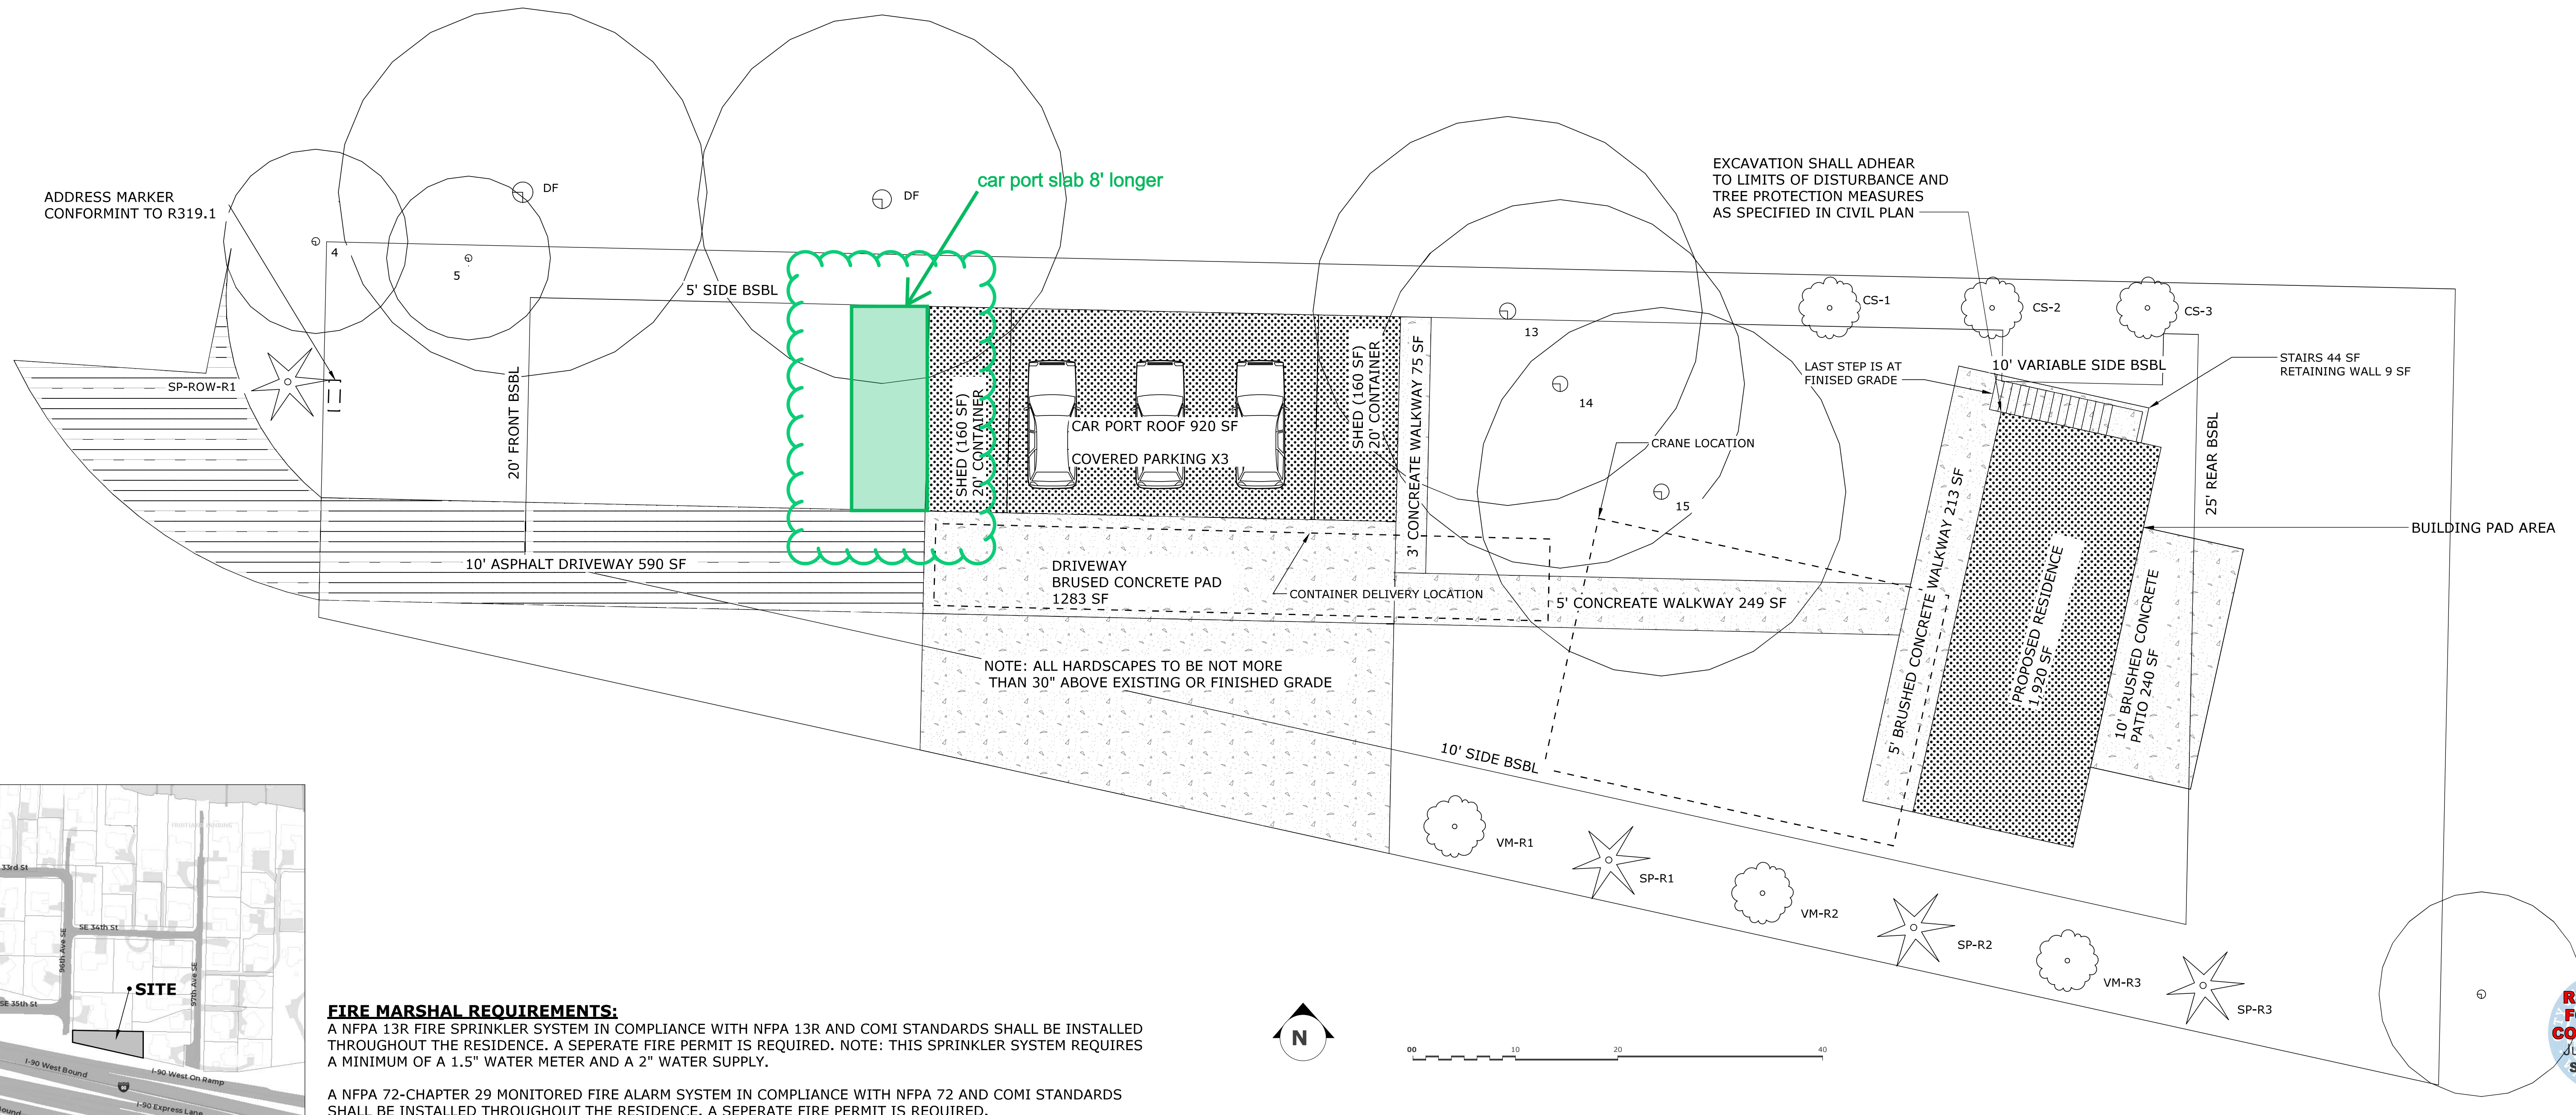 ADDRESS MARKER
CONFORMINT TO R319.1
4
5
DF
DF
car port slab 8' longer
EXCAVATION SHALL ADHEAR
TO LIMITS OF DISTURBANCE AND
TREE PROTECTION MEASURES
AS SPECIFIED IN CIVIL PLAN
5' SIDE BSBL
13
14
15
CS-1
CS-2
CS-3
SP-ROW-R1
20' FRONT BSBL
SHED (160 SF)
20' CONTAINER
CAR PORT ROOF 920 SF
COVERED PARKING X3
SHED (160 SF)
20' CONTAINER
3' CONCREATE WALKWAY 75 SF
CRANE LOCATION
LAST STEP IS AT
FINISED GRADE
10' VARIABLE SIDE BSBL
STAIRS 44 SF
RETAINING WALL 9 SF
25' REAR BSBL
BUILDING PAD AREA
10' ASPHALT DRIVEWAY 590 SF
DRIVEWAY
BRUSED CONCRETE PAD
1283 SF
CONTAINER DELIVERY LOCATION
5' CONCREATE WALKWAY 249 SF
5' BRUSHED CONCRETE WALKWAY 213 SF
PROPOSED RESIDENCE
1,920 SF
10' BRUSHED CONCRETE
PATIO 240 SF
NOTE: ALL HARDSCAPES TO BE NOT MORE
THAN 30" ABOVE EXISTING OR FINISHED GRADE
10' SIDE BSBL
VM-R1
SP-R1
VM-R2
SP-R2
VM-R3
SP-R3
33rd St
SE 34th St
96th Ave SE
97th Ave SE
SE 35th St
SITE
I-90 West Bound
I-90 West On Ramp
I-90 Express Lane
FIRE MARSHAL REQUIREMENTS:
A NFPA 13R FIRE SPRINKLER SYSTEM IN COMPLIANCE WITH NFPA 13R AND COMI STANDARDS SHALL BE INSTALLED
THROUGHOUT THE RESIDENCE. A SEPERATE FIRE PERMIT IS REQUIRED. NOTE: THIS SPRINKLER SYSTEM REQUIRES
A MINIMUM OF A 1.5" WATER METER AND A 2" WATER SUPPLY.
A NFPA 72-CHAPTER 29 MONITORED FIRE ALARM SYSTEM IN COMPLIANCE WITH NFPA 72 AND COMI STANDARDS
SHALL BE INSTALLED THROUGHOUT THE RESIDENCE. A SEPERATE FIRE PERMIT IS REQUIRED.
N
00 10 20 40